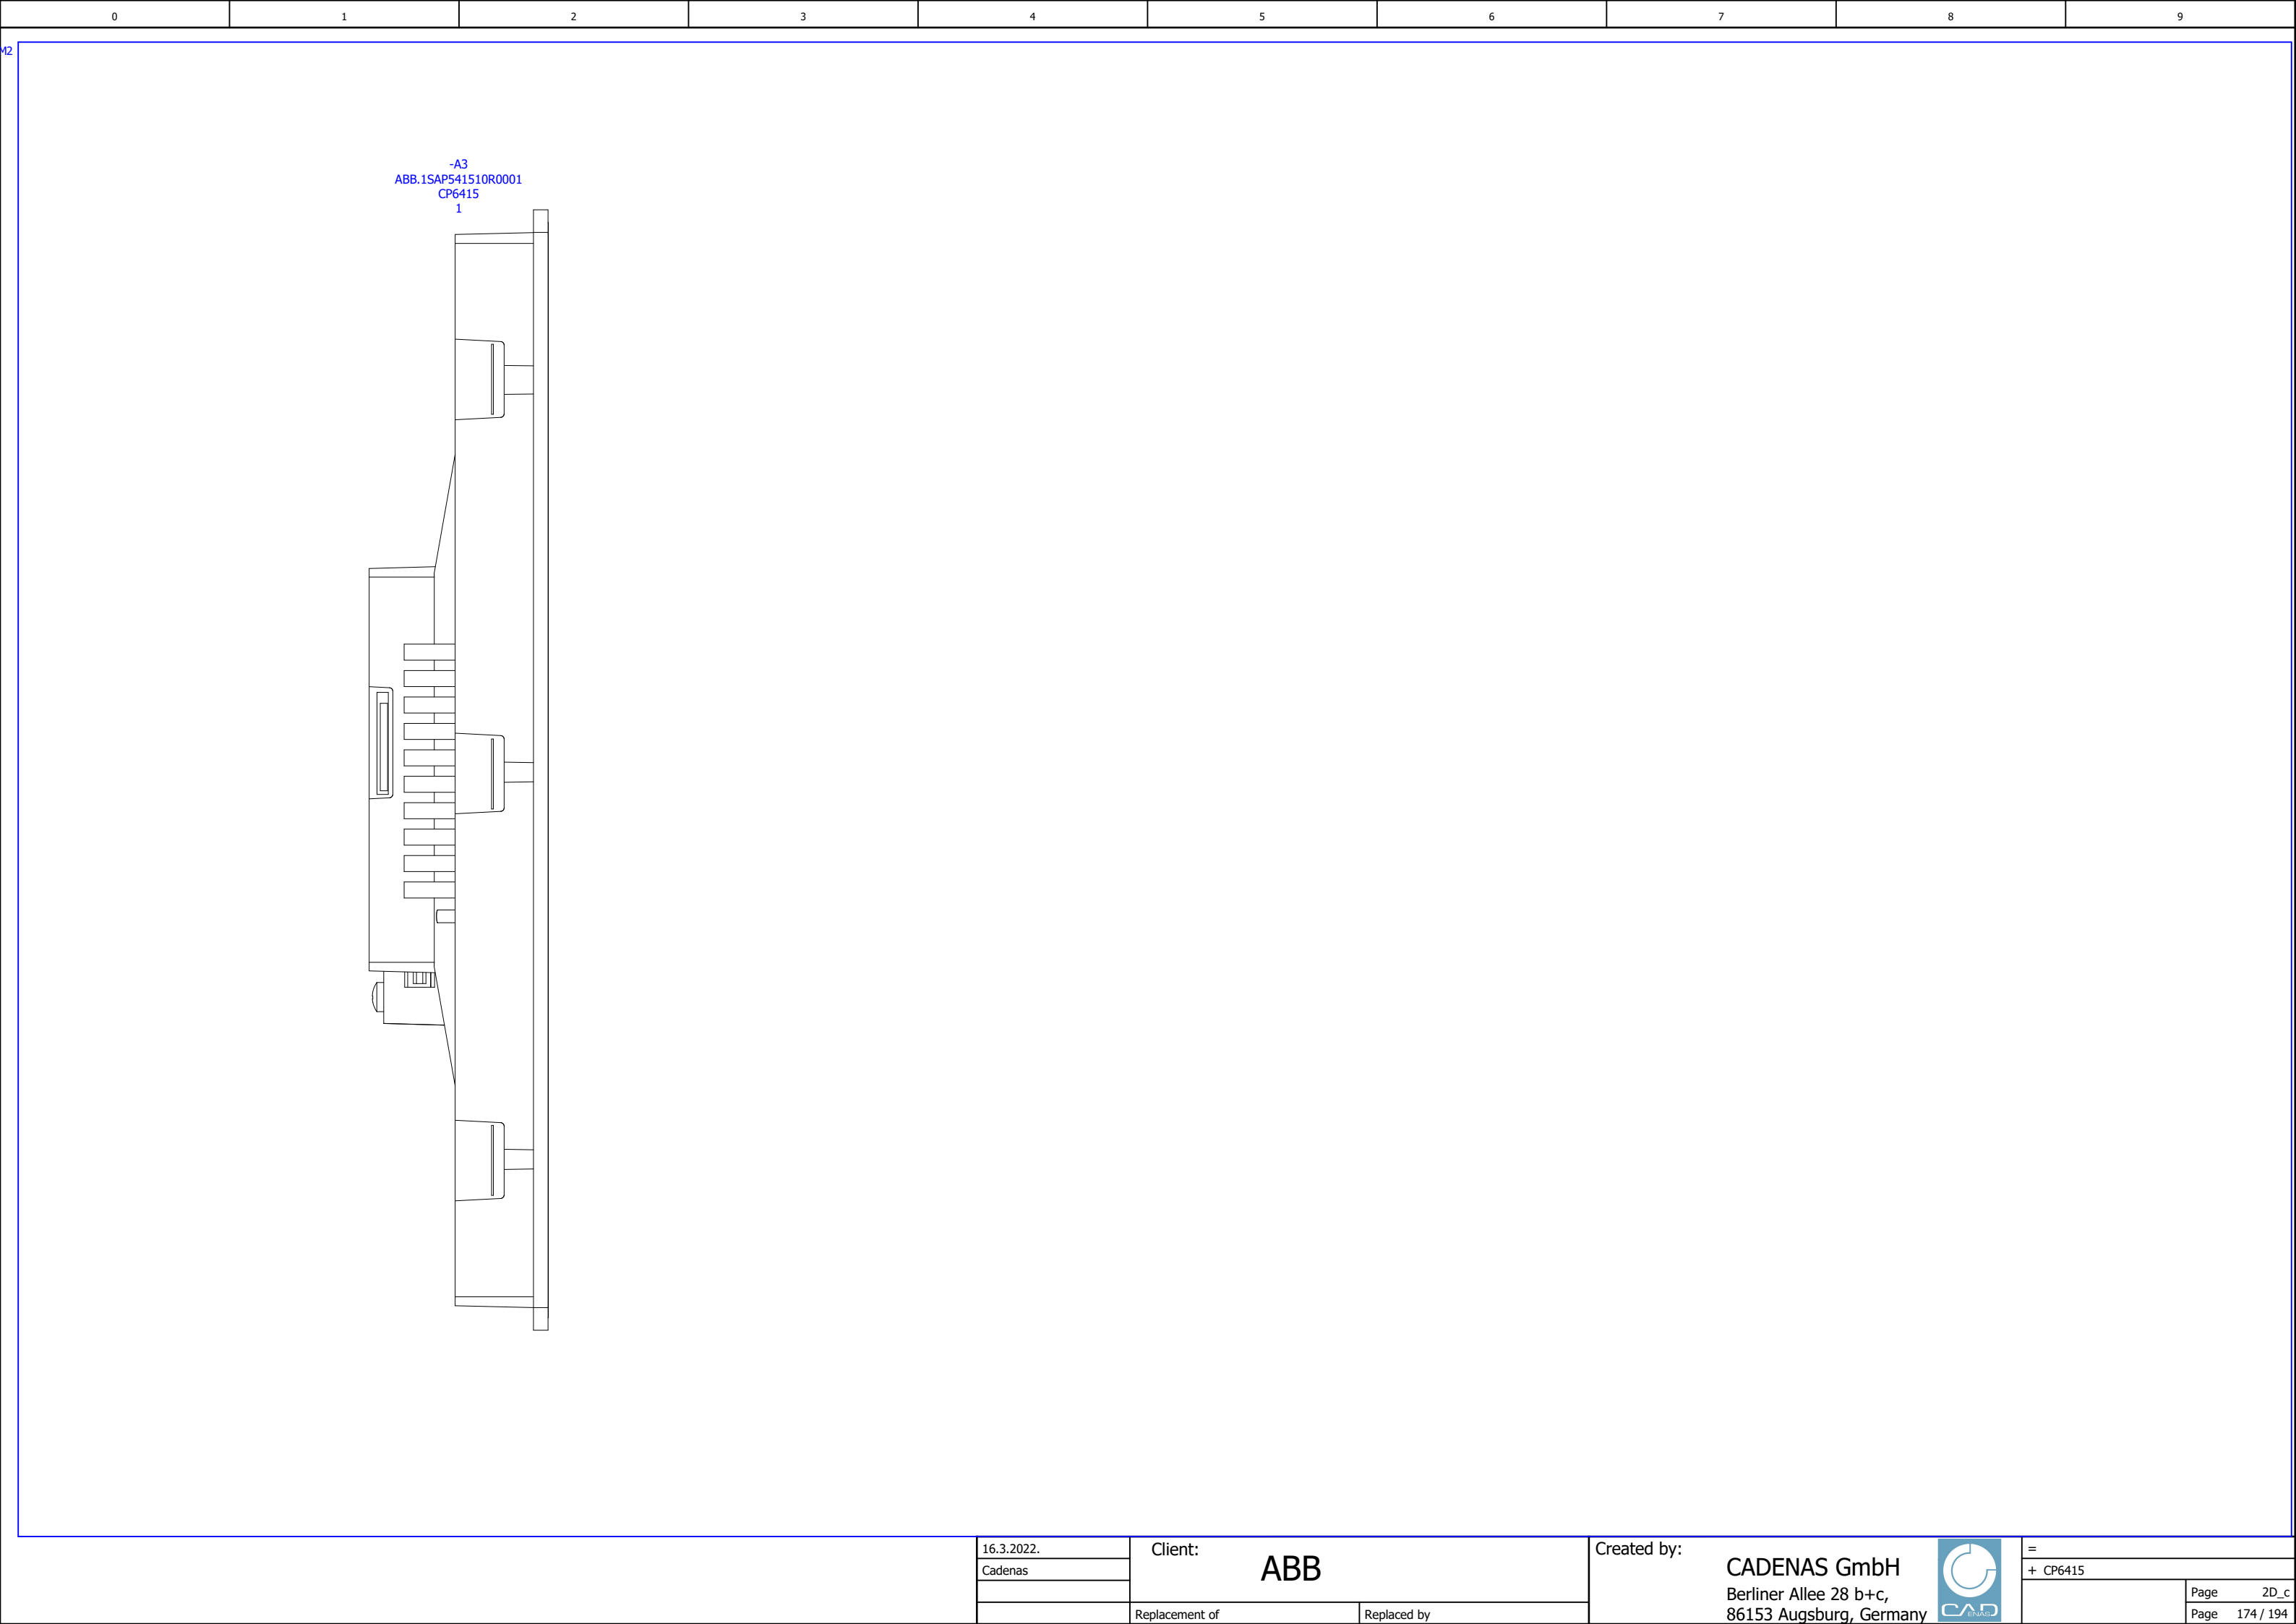 0 1 2 3 4 5 6 7 8 9
M2
-A3
ABB.1SAP541510R0001
CP6415
1
16.3.2022.
Cadenas
Client:
ABB
Replacement of
Replaced by
Created by:
CADENAS GmbH
Berliner Allee 28 b+c,
86153 Augsburg, Germany
CAD
ENAS
=
+ CP6415
Page 2D_c
Page 174 / 194